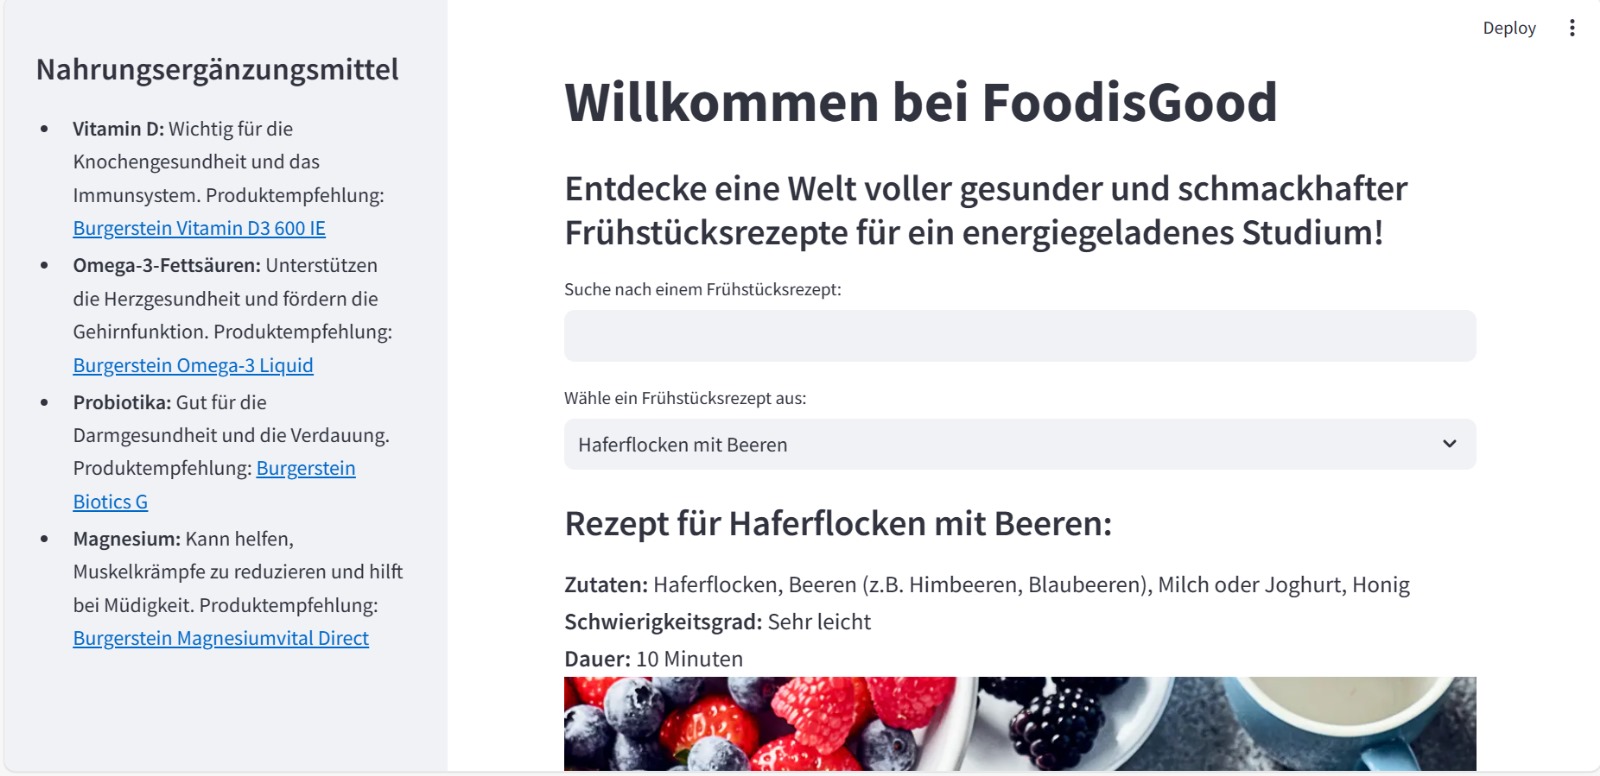 Nahrungsergänzungsmittel
Vitamin D: Wichtig für die
Knochengesundheit und das
Immunsystem. Produktempfehlung:
Burgerstein Vitamin D3 600 IE
Omega-3-Fettsäuren: Unterstützen
die Herzgesundheit und fördern die
Gehirnfunktion. Produktempfehlung:
Burgerstein Omega-3 Liquid
Probiotika: Gut für die
Darmgesundheit und die Verdauung.
Produktempfehlung: Burgerstein
Biotics G
Magnesium: Kann helfen,
Muskelkrämpfe zu reduzieren und hilft
bei Müdigkeit. Produktempfehlung:
Burgerstein Magnesiumvital Direct
Deploy
Willkommen bei FoodisGood
Entdecke eine Welt voller gesunder und schmackhafter
Frühstücksrezepte für ein energiegeladenes Studium!
Suche nach einem Frühstücksrezept:
Wähle ein Frühstücksrezept aus:
Haferflocken mit Beeren
Rezept für Haferflocken mit Beeren:
Zutaten: Haferflocken, Beeren (z.B. Himbeeren, Blaubeeren), Milch oder Joghurt, Honig
Schwierigkeitsgrad: Sehr leicht
Dauer: 10 Minuten